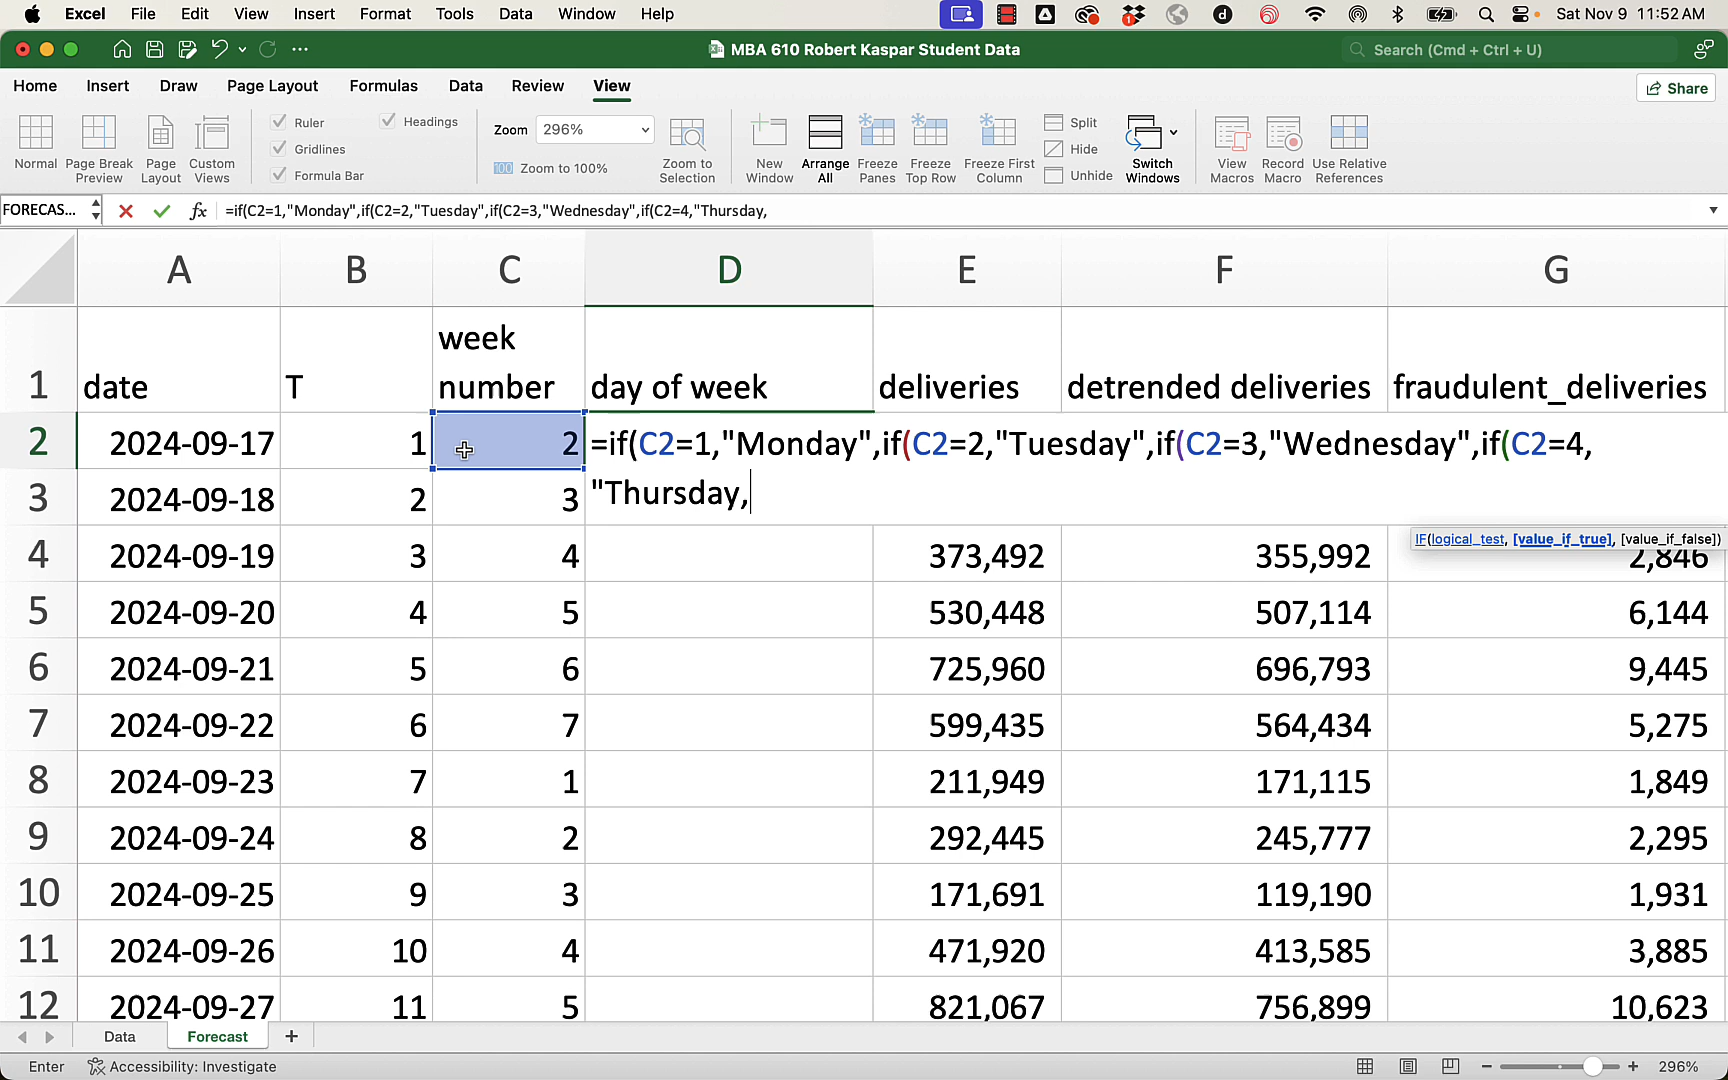 Excel File Edit View Insert Format Tools Data Window Help Sat Nov 9 11:52 AM
MBA 610 Robert Kaspar Student Data Search (Cmd + Ctrl + U)
Home Insert Draw Page Layout Formulas Data Review View Share
Ruler Headings Zoom 296% Split
Gridlines Hide
Formula Bar Zoom to 100% Unhide
Normal Page Break Preview Page Layout Custom Views Zoom to Selection New Window Arrange All Freeze Panes Freeze Top Row Freeze First Column Switch Windows View Macros Record Macro Use Relative References
FORECAS... fx =if(C2=1,"Monday",if(C2=2,"Tuesday",if(C2=3,"Wednesday",if(C2=4,"Thursday,
A B C D E F G
1 date T week number day of week deliveries detrended deliveries fraudulent_deliveries
2 2024-09-17 1 2 =if(C2=1,"Monday",if(C2=2,"Tuesday",if(C2=3,"Wednesday",if(C2=4,
3 2024-09-18 2 3 "Thursday,
IF(logical_test, [value_if_true], [value_if_false])
4 2024-09-19 3 4 373,492 355,992 2,846
5 2024-09-20 4 5 530,448 507,114 6,144
6 2024-09-21 5 6 725,960 696,793 9,445
7 2024-09-22 6 7 599,435 564,434 5,275
8 2024-09-23 7 1 211,949 171,115 1,849
9 2024-09-24 8 2 292,445 245,777 2,295
10 2024-09-25 9 3 171,691 119,190 1,931
11 2024-09-26 10 4 471,920 413,585 3,885
12 2024-09-27 11 5 821,067 756,899 10,623
Data Forecast +
Enter Accessibility: Investigate 296%